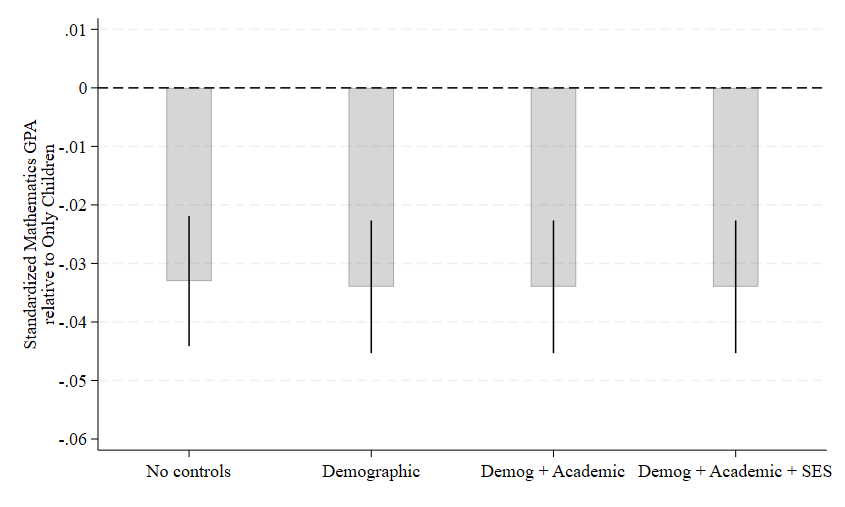 Standardized Mathematics GPA
relative to Only Children
.01
0
-.01
-.02
-.03
-.04
-.05
-.06
No controls
Demographic
Demog + Academic
Demog + Academic + SES